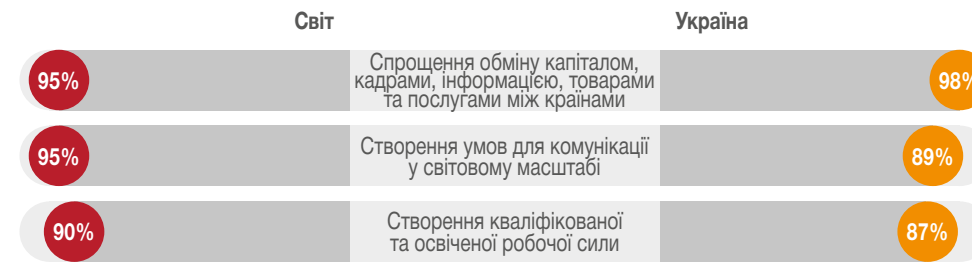 Світ
Україна
95%
Спрощення обміну капіталом,
кадрами, інформацією, товарами
та послугами між країнами
98%
95%
Створення умов для комунікації
у світовому масштабі
89%
90%
Створення кваліфікованої
та освіченої робочої сили
87%